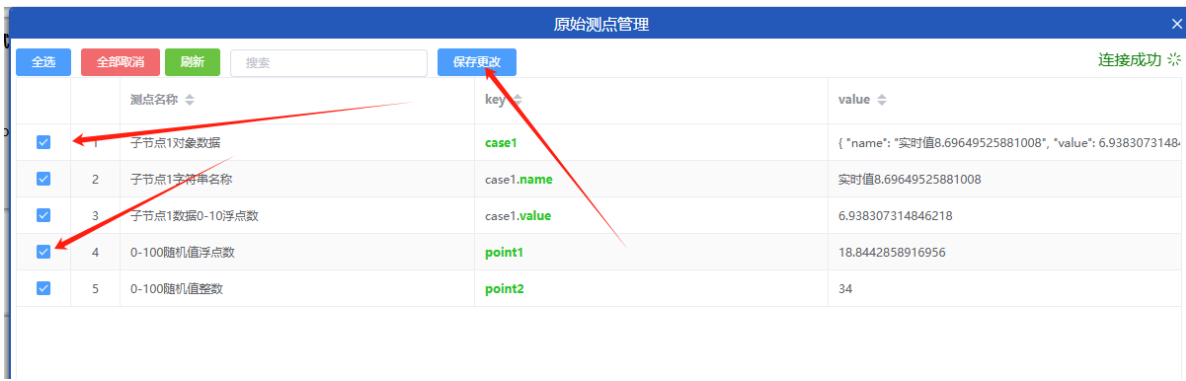 原始测点管理 ×
全选 全部取消 刷新 搜索 保存更改 连接成功
测点名称 key value
1 子节点1对象数据 case1 { "name": "实时值8.69649525881008", "value": 6.93830731484
2 子节点1字符串名称 case1.name 实时值8.69649525881008
3 子节点1数据0-10浮点数 case1.value 6.938307314846218
4 0-100随机值浮点数 point1 18.8442858916956
5 0-100随机值整数 point2 34